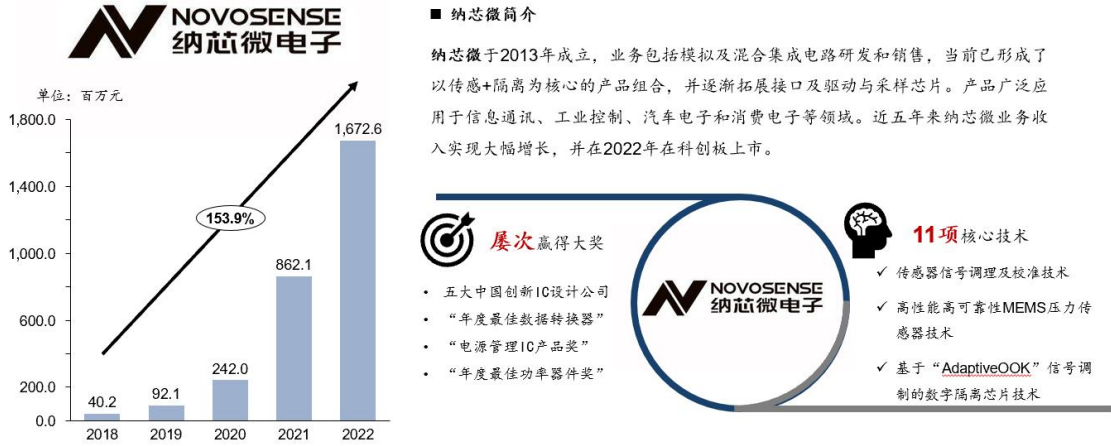 NOVOSENSE
纳芯微电子
单位：百万元
1,800.0
1,400.0
1,000.0
600.0
200.0
0.0
1,672.6
862.1
242.0
92.1
40.2
153.9%
2018 2019 2020 2021 2022
■ 纳芯微简介
纳芯微于2013年成立，业务包括模拟及混合集成电路研发和销售，当前已形成了
以传感+隔离为核心的产品组合，并逐渐拓展接口及驱动与采样芯片。产品广泛应
用于信息通讯、工业控制、汽车电子和消费电子等领域。近五年来纳芯微业务收
入实现大幅增长，并在2022年在科创板上市。
屡次赢得大奖
• 五大中国创新IC设计公司
• “年度最佳数据转换器”
• “电源管理IC产品奖”
• “年度最佳功率器件奖”
NOVOSENSE
纳芯微电子
11项核心技术
✓ 传感器信号调理及校准技术
✓ 高性能高可靠性MEMS压力传
感器技术
✓ 基于“AdaptiveOOK”信号调
制的数字隔离芯片技术